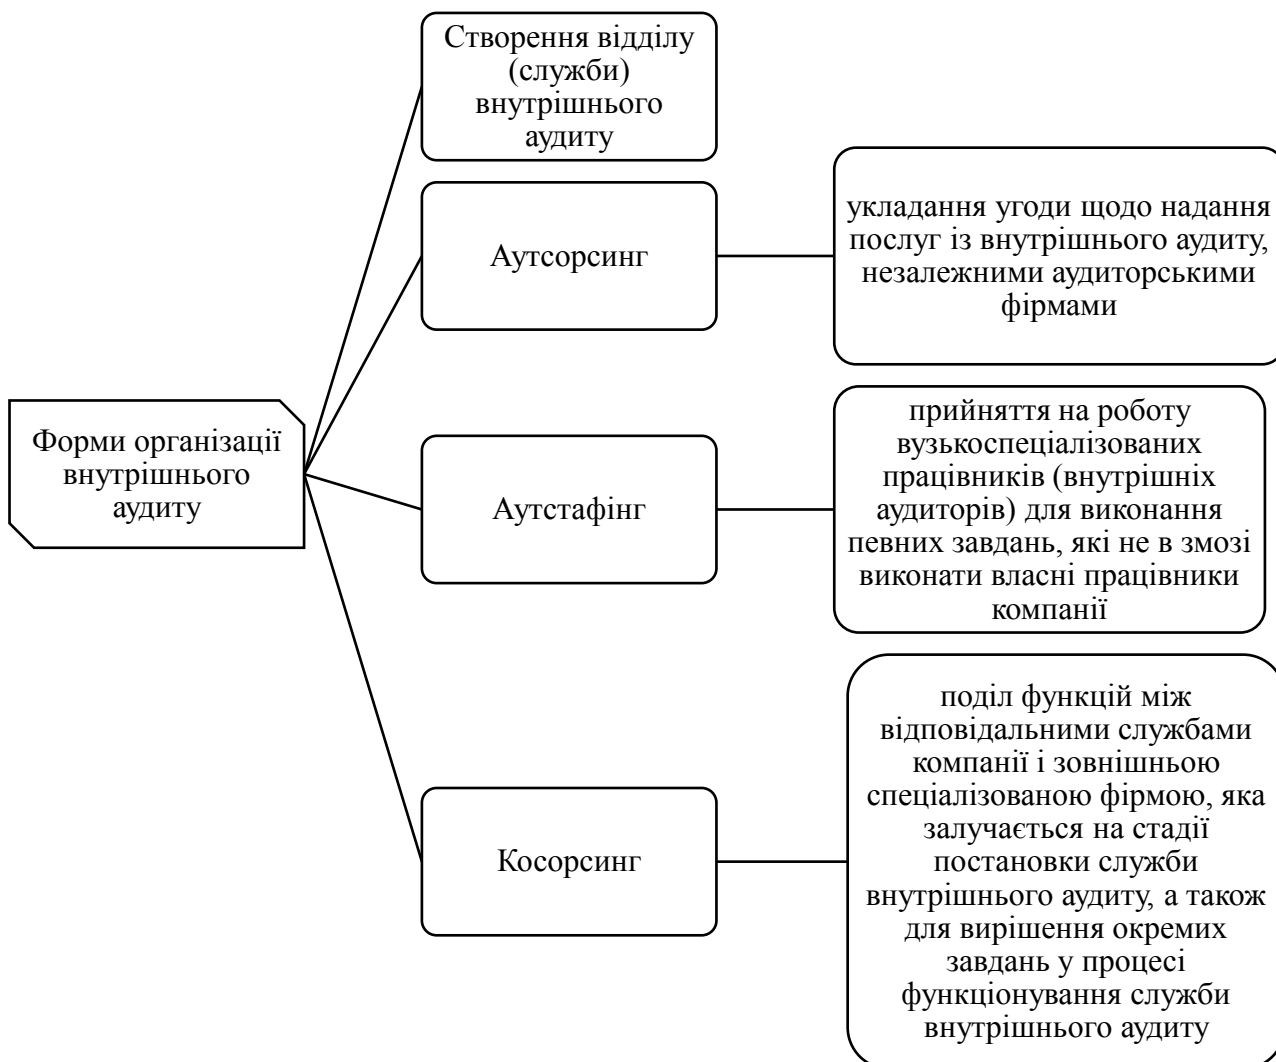 Створення відділу
(служби)
внутрішнього
аудиту
Аутсорсинг
укладання угоди щодо надання
послуг із внутрішнього аудиту,
незалежними аудиторськими
фірмами
Форми організації
внутрішнього
аудиту
Аутстафінг
прийняття на роботу
вузькоспеціалізованих
працівників (внутрішніх
аудиторів) для виконання
певних завдань, які не в змозі
виконати власні працівники
компанії
Косорсинг
поділ функцій між
відповідальними службами
компанії і зовнішньою
спеціалізованою фірмою, яка
залучається на стадії
постановки служби
внутрішнього аудиту, а також
для вирішення окремих
завдань у процесі
функціонування служби
внутрішнього аудиту